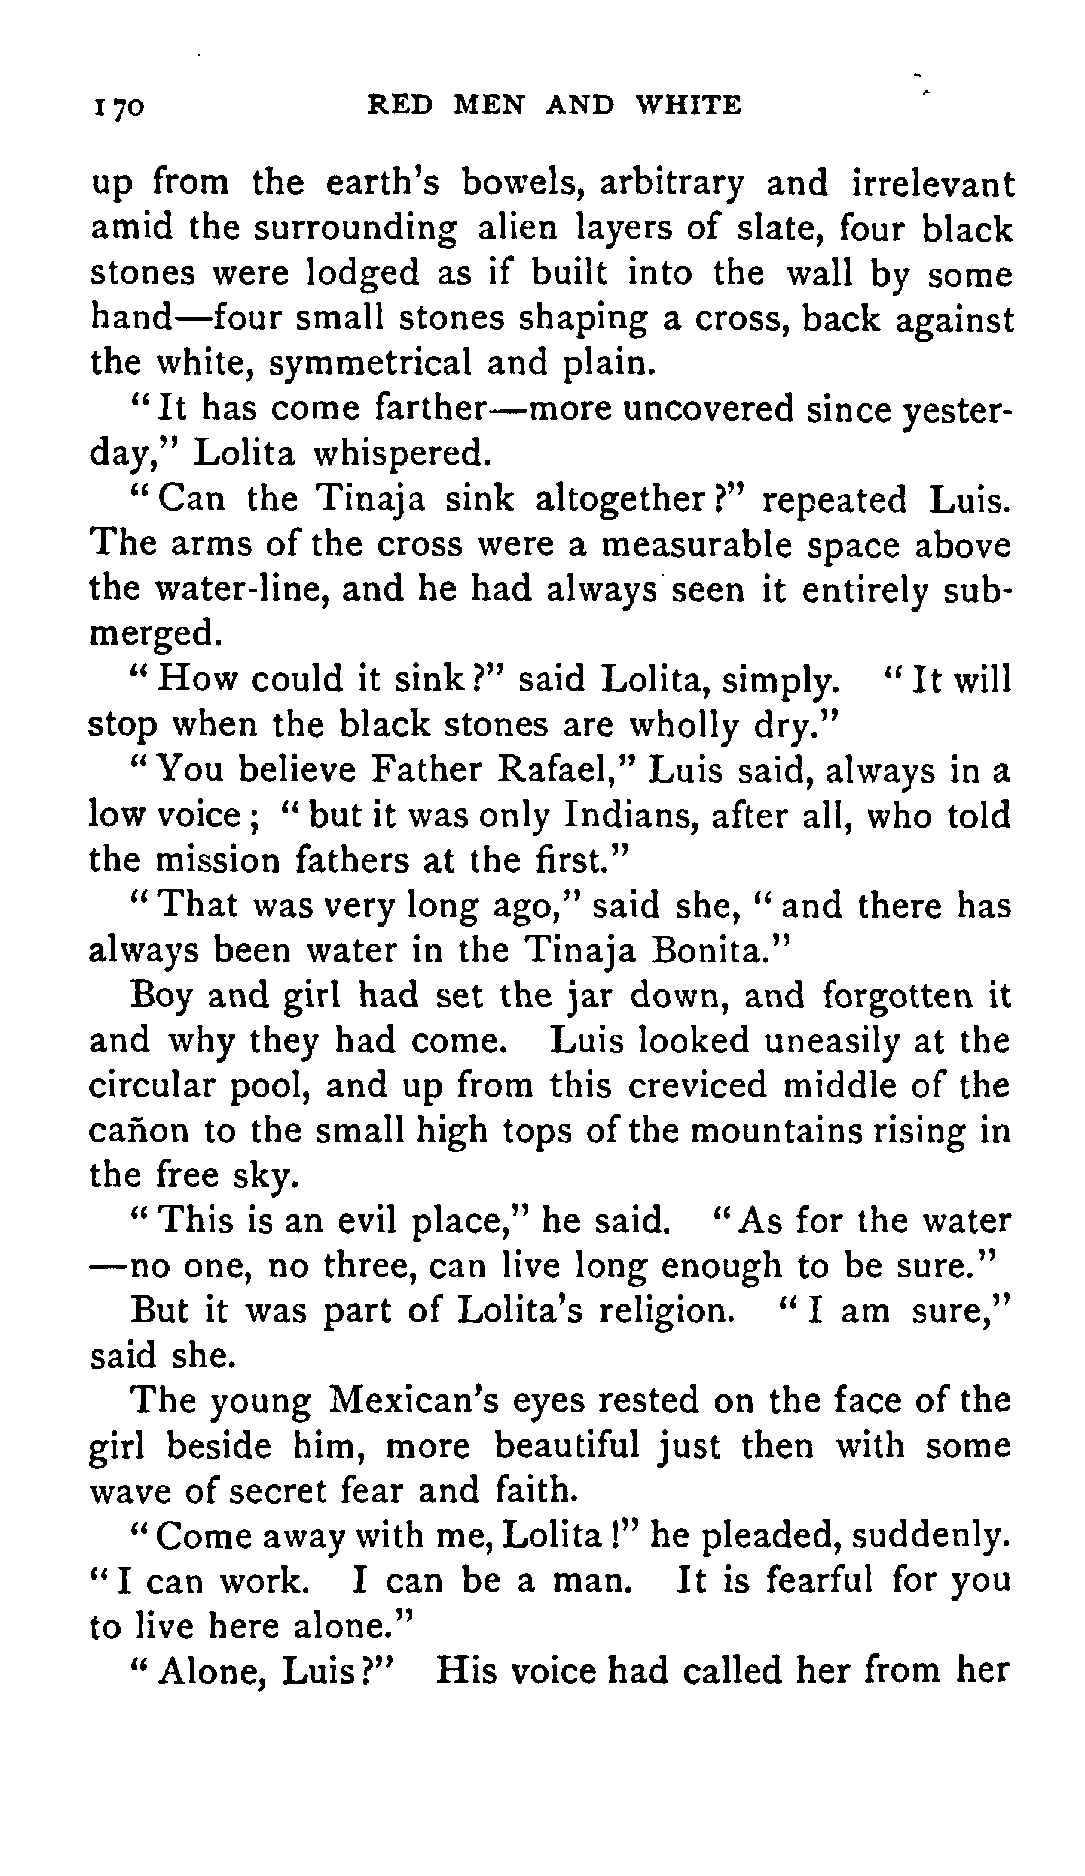 170 RED MEN AND WHITE
up from the earth's bowels, arbitrary and irrelevant
amid the surrounding alien layers of slate, four black
stones were lodged as if built into the wall by some
hand—four small stones shaping a cross, back against
the white, symmetrical and plain.
"It has come farther—more uncovered since yester-
day," Lolita whispered.
"Can the Tinaja sink altogether?" repeated Luis.
The arms of the cross were a measurable space above
the water-line, and he had always seen it entirely sub-
merged.
"How could it sink?" said Lolita, simply. "It will
stop when the black stones are wholly dry."
"You believe Father Rafael," Luis said, always in a
low voice; "but it was only Indians, after all, who told
the mission fathers at the first."
"That was very long ago," said she, "and there has
always been water in the Tinaja Bonita."
Boy and girl had set the jar down, and forgotten it
and why they had come. Luis looked uneasily at the
circular pool, and up from this creviced middle of the
cañon to the small high tops of the mountains rising in
the free sky.
"This is an evil place," he said. "As for the water
—no one, no three, can live long enough to be sure."
But it was part of Lolita's religion. "I am sure,"
said she.
The young Mexican's eyes rested on the face of the
girl beside him, more beautiful just then with some
wave of secret fear and faith.
"Come away with me, Lolita!" he pleaded, suddenly.
"I can work. I can be a man. It is fearful for you
to live here alone."
"Alone, Luis?" His voice had called her from her